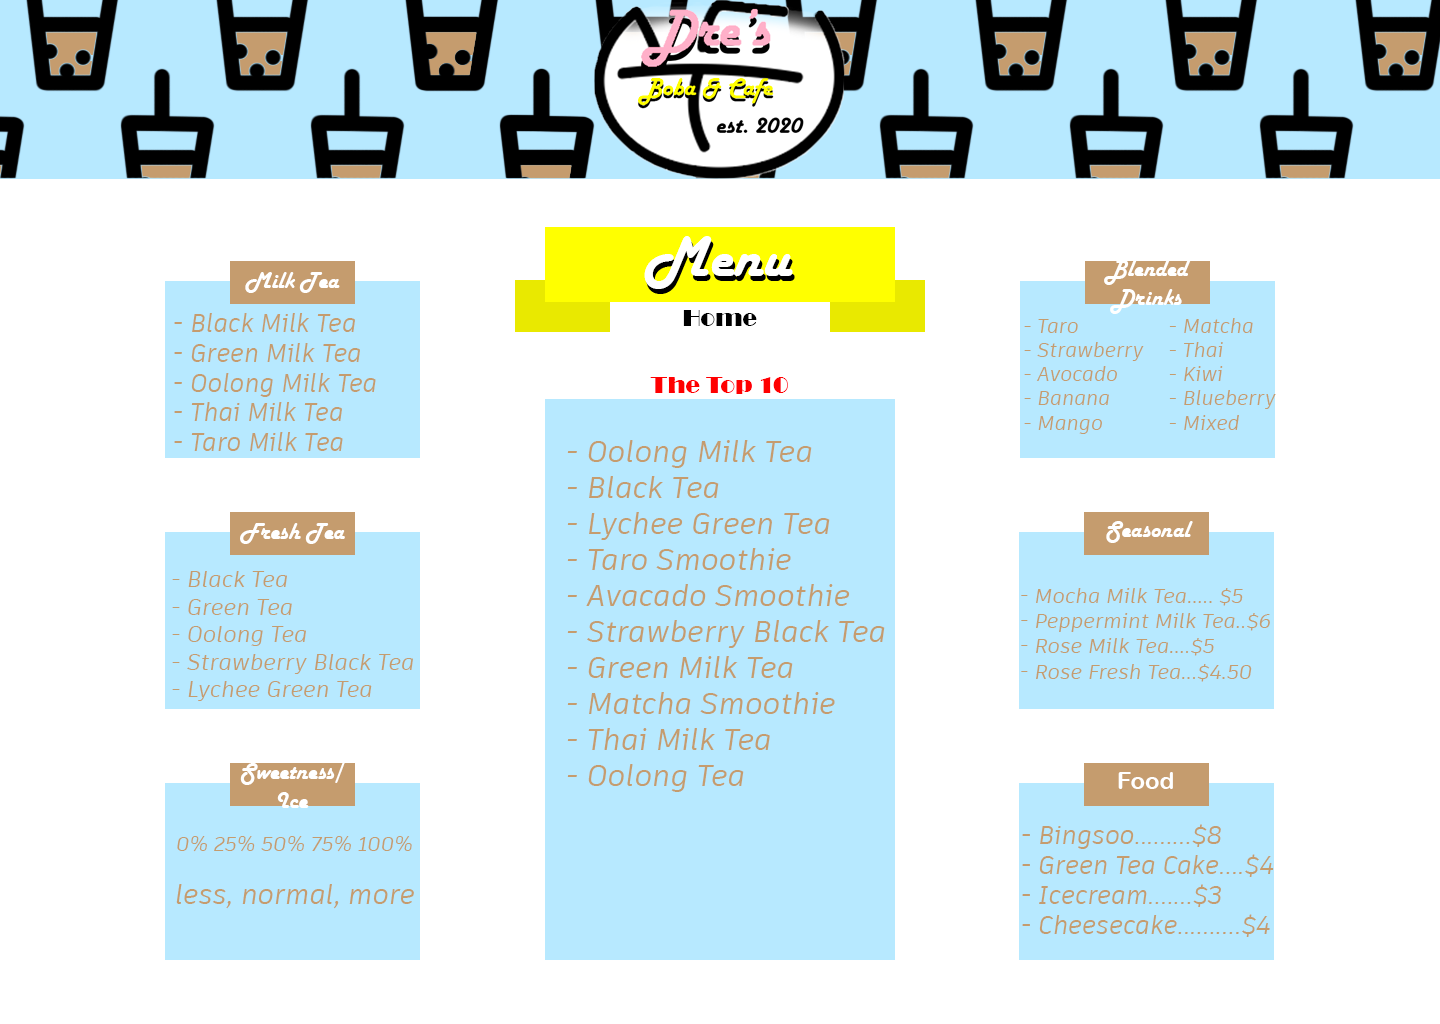 Dre's
Boba & Cafe
est. 2020
Menu
Home
Milk Tea
- Black Milk Tea
- Green Milk Tea
- Oolong Milk Tea
- Thai Milk Tea
- Taro Milk Tea
Fresh Tea
- Black Tea
- Green Tea
- Oolong Tea
- Strawberry Black Tea
- Lychee Green Tea
Sweetness/
Ice
0% 25% 50% 75% 100%
less, normal, more
The Top 10
- Oolong Milk Tea
- Black Tea
- Lychee Green Tea
- Taro Smoothie
- Avacado Smoothie
- Strawberry Black Tea
- Green Milk Tea
- Matcha Smoothie
- Thai Milk Tea
- Oolong Tea
Blended
Drinks
- Taro
- Strawberry
- Avocado
- Banana
- Mango
- Matcha
- Thai
- Kiwi
- Blueberry
- Mixed
Seasonal
- Mocha Milk Tea..... $5
- Peppermint Milk Tea..$6
- Rose Milk Tea....$5
- Rose Fresh Tea...$4.50
Food
- Bingsoo.........$8
- Green Tea Cake....$4
- Icecream.......$3
- Cheesecake..........$4